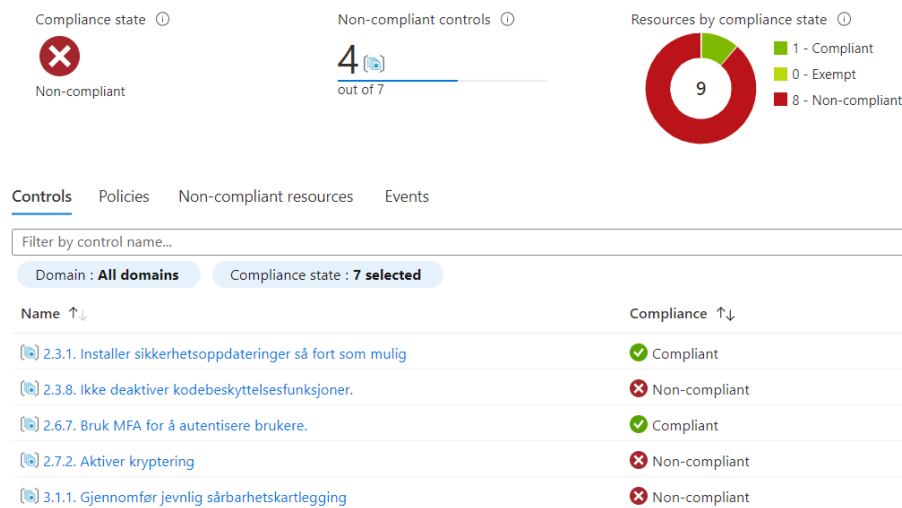 Compliance state
Non-compliant controls
Resources by compliance state
4
out of 7
Non-compliant
9
1 - Compliant
0 - Exempt
8 - Non-compliant
Controls Policies Non-compliant resources Events
Filter by control name...
Domain : All domains Compliance state : 7 selected
Name Compliance
2.3.1. Installer sikkerhetsoppdateringer så fort som mulig Compliant
2.3.8. Ikke deaktiver kodebeskyttelsesfunksjoner. Non-compliant
2.6.7. Bruk MFA for å autentisere brukere. Compliant
2.7.2. Aktiver kryptering Non-compliant
3.1.1. Gjennomfør jevnlig sårbarhetskartlegging Non-compliant